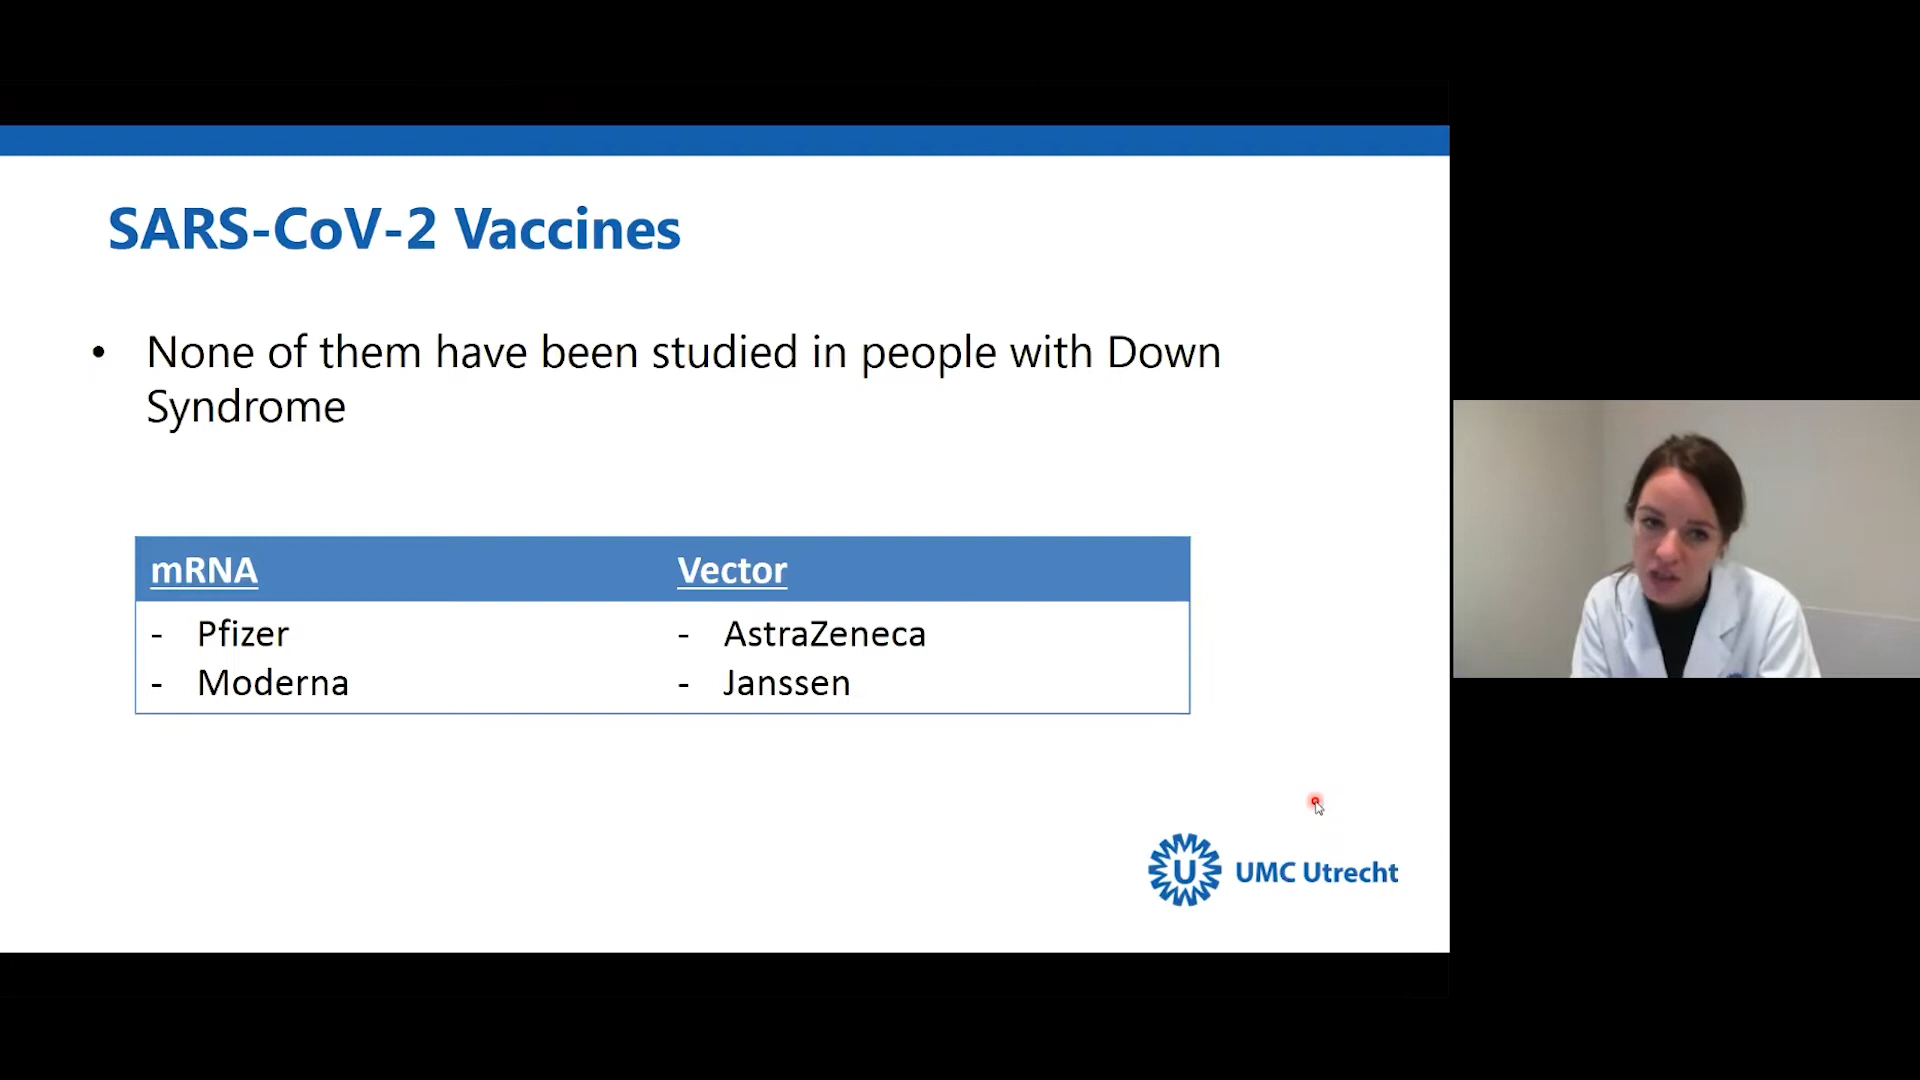 SARS-CoV-2 Vaccines
• None of them have been studied in people with Down
Syndrome
mRNA Vector
- Pfizer - AstraZeneca
- Moderna - Janssen
U UMC Utrecht